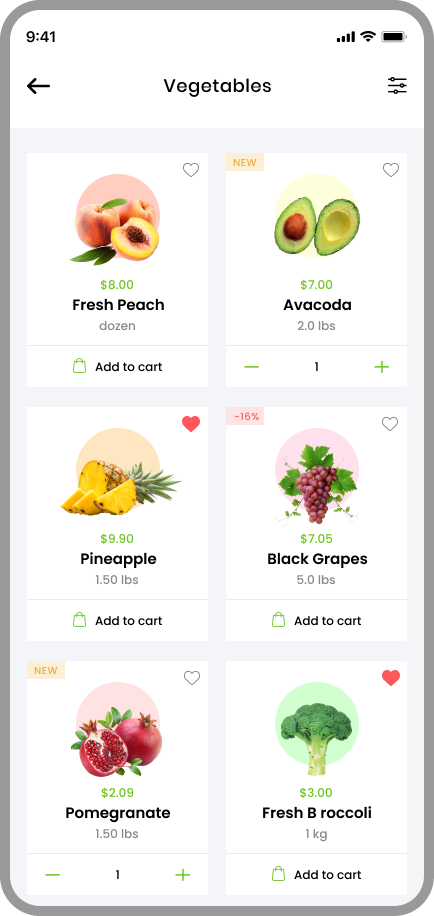 9:41
Vegetables
$8.00
Fresh Peach
dozen
Add to cart
NEW
$7.00
Avacoda
2.0 lbs
1
$9.90
Pineapple
1.50 lbs
Add to cart
-16%
$7.05
Black Grapes
5.0 lbs
Add to cart
NEW
$2.09
Pomegranate
1.50 lbs
1
$3.00
Fresh B roccoli
1 kg
Add to cart